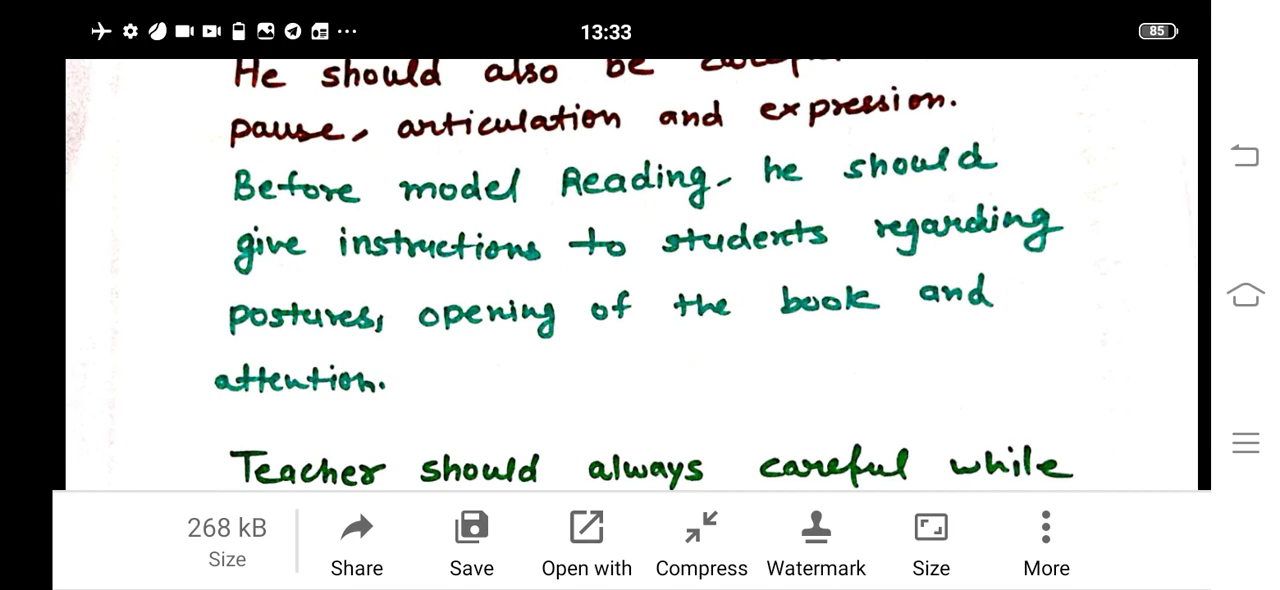 13:33
85
He should also be
pause, articulation and expression.
Before model Reading, he should
give instructions to students regarding
postures, opening of the book and
attention.
Teacher should always careful while
268 kB
Size
Share
Save
Open with
Compress
Watermark
Size
More